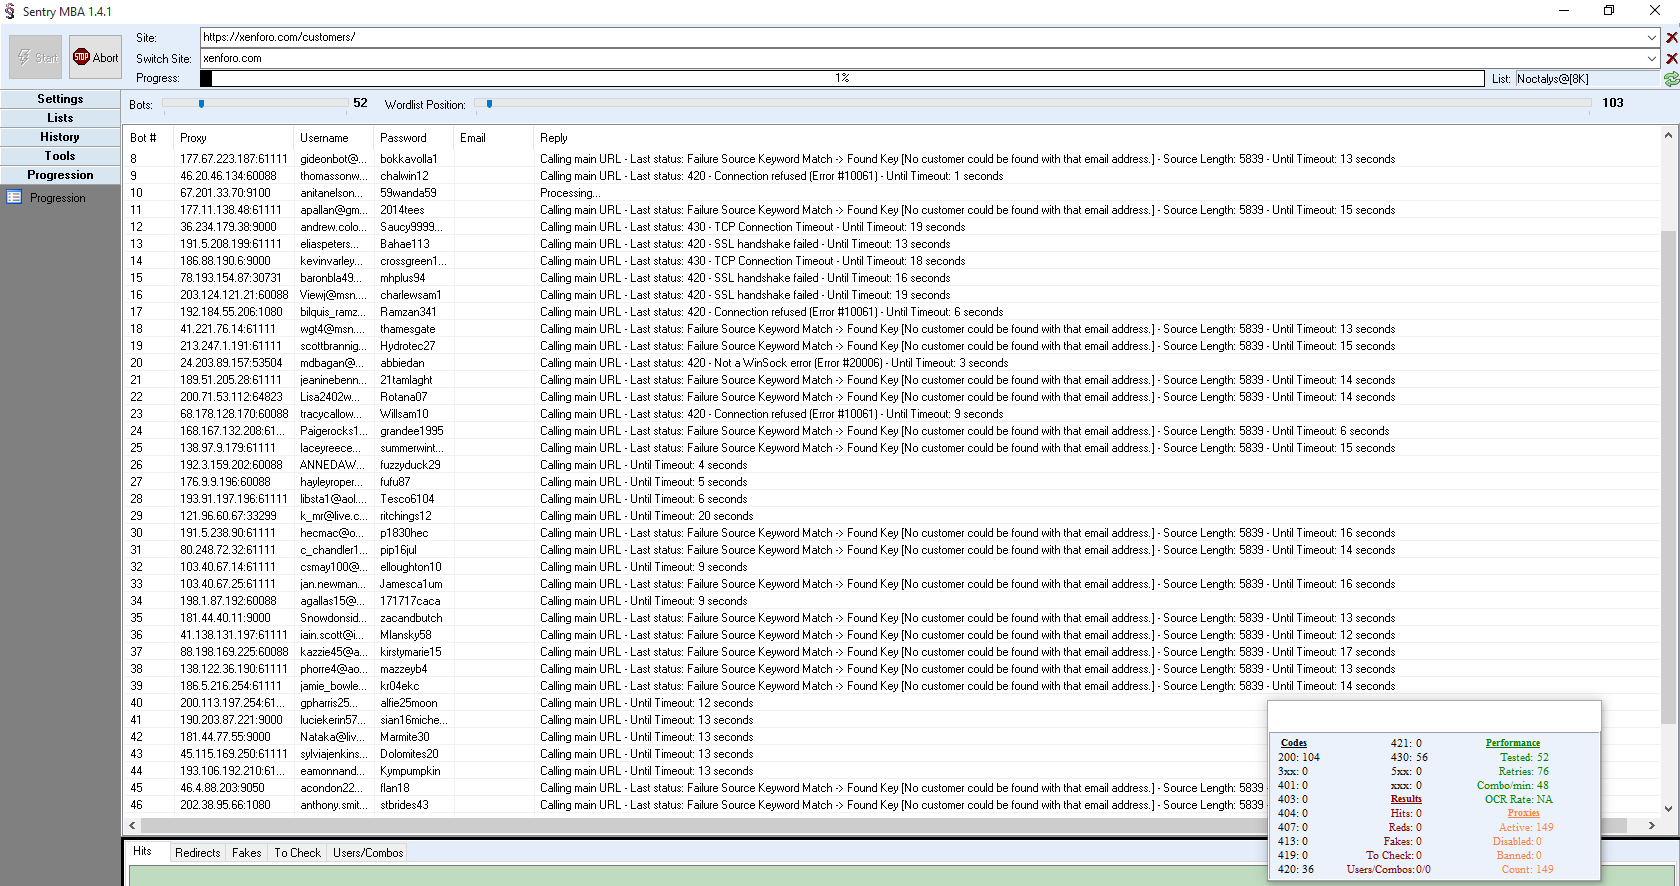 Sentry MBA 1.4.1
Start
STOP Abort
Site: https://xenforo.com/customers/
Switch Site: xenforo.com
Progress: 1% List: Noctalys@[8K]
Settings
Lists
History
Tools
Progression
Progression
Bots: 52 Wordlist Position: 103
Bot # Proxy Username Password Email Reply
8 177.67.223.187:61111 gideonbot@... bokkavolla1 Calling main URL - Last status: Failure Source Keyword Match -> Found Key [No customer could be found with that email address.] - Source Length: 5839 - Until Timeout: 13 seconds
9 46.20.46.134:60088 thomassonw... chalwin12 Calling main URL - Last status: 420 - Connection refused (Error #10061) - Until Timeout: 1 seconds
10 67.201.33.70:9100 anitanelson... 59wanda59 Processing...
11 177.11.138.48:61111 apallan@gm... 2014tees Calling main URL - Last status: Failure Source Keyword Match -> Found Key [No customer could be found with that email address.] - Source Length: 5839 - Until Timeout: 15 seconds
12 36.234.179.38:9000 andrew.colo... Saucy9999... Calling main URL - Last status: 430 - TCP Connection Timeout - Until Timeout: 19 seconds
13 191.5.208.199:61111 eliaspeters... Bahae113 Calling main URL - Last status: 420 - SSL handshake failed - Until Timeout: 13 seconds
14 186.88.190.6:9000 kevinvarley... crossgreen1... Calling main URL - Last status: 430 - TCP Connection Timeout - Until Timeout: 18 seconds
15 78.193.154.87:30731 baronbla49... mhplus94 Calling main URL - Last status: 420 - SSL handshake failed - Until Timeout: 16 seconds
16 203.124.121.21:60088 Viewj@msn.... charlewsam1 Calling main URL - Last status: 420 - SSL handshake failed - Until Timeout: 19 seconds
17 192.184.55.206:1080 bilquis_ramz... Ramzan341 Calling main URL - Last status: 420 - Connection refused (Error #10061) - Until Timeout: 6 seconds
18 41.221.76.14:61111 wgt4@msn.... thamesgate Calling main URL - Last status: Failure Source Keyword Match -> Found Key [No customer could be found with that email address.] - Source Length: 5839 - Until Timeout: 13 seconds
19 213.247.1.191:61111 scottbrannig... Hydrotec27 Calling main URL - Last status: Failure Source Keyword Match -> Found Key [No customer could be found with that email address.] - Source Length: 5839 - Until Timeout: 15 seconds
20 24.203.89.157:53504 mdbagan@... abbiedan Calling main URL - Last status: 420 - Not a WinSock error (Error #20006) - Until Timeout: 3 seconds
21 189.51.205.28:61111 jeaninebenn... 21tamlaght Calling main URL - Last status: Failure Source Keyword Match -> Found Key [No customer could be found with that email address.] - Source Length: 5839 - Until Timeout: 14 seconds
22 200.71.53.112:64823 Lisa2402w... Rotana07 Calling main URL - Last status: Failure Source Keyword Match -> Found Key [No customer could be found with that email address.] - Source Length: 5839 - Until Timeout: 14 seconds
23 68.178.128.170:60088 tracycallow... Willsam10 Calling main URL - Last status: 420 - Connection refused (Error #10061) - Until Timeout: 9 seconds
24 168.167.132.208:61... Paigerocks1... grandee1995 Calling main URL - Last status: Failure Source Keyword Match -> Found Key [No customer could be found with that email address.] - Source Length: 5839 - Until Timeout: 6 seconds
25 138.97.9.179:61111 laceyreece... summerwint... Calling main URL - Last status: Failure Source Keyword Match -> Found Key [No customer could be found with that email address.] - Source Length: 5839 - Until Timeout: 15 seconds
26 192.3.159.202:60088 ANNEDAW... fuzzyduck29 Calling main URL - Until Timeout: 4 seconds
27 176.9.9.196:60088 hayleyroper... fufu87 Calling main URL - Until Timeout: 5 seconds
28 193.91.197.196:61111 libsta1@aol.... Tesco6104 Calling main URL - Until Timeout: 6 seconds
29 121.96.60.67:33299 k_mr@live.c... ritchings12 Calling main URL - Until Timeout: 20 seconds
30 191.5.238.90:61111 hecmac@o... p1830hec Calling main URL - Last status: Failure Source Keyword Match -> Found Key [No customer could be found with that email address.] - Source Length: 5839 - Until Timeout: 16 seconds
31 80.248.72.32:61111 c_chandler1... pip16jul Calling main URL - Last status: Failure Source Keyword Match -> Found Key [No customer could be found with that email address.] - Source Length: 5839 - Until Timeout: 14 seconds
32 103.40.67.14:61111 csmay100@... elloughton10 Calling main URL - Until Timeout: 9 seconds
33 103.40.67.25:61111 jan.newman... Jamesca1um Calling main URL - Last status: Failure Source Keyword Match -> Found Key [No customer could be found with that email address.] - Source Length: 5839 - Until Timeout: 16 seconds
34 198.1.87.192:60088 agallas15@... 171717caca Calling main URL - Until Timeout: 9 seconds
35 181.44.40.11:9000 Snowdonsid... zacandbutch Calling main URL - Last status: Failure Source Keyword Match -> Found Key [No customer could be found with that email address.] - Source Length: 5839 - Until Timeout: 13 seconds
36 41.138.131.197:61111 iain.scott@i... Mlansky58 Calling main URL - Last status: Failure Source Keyword Match -> Found Key [No customer could be found with that email address.] - Source Length: 5839 - Until Timeout: 12 seconds
37 88.198.169.225:60088 kazzie45@a... kirstymarie15 Calling main URL - Last status: Failure Source Keyword Match -> Found Key [No customer could be found with that email address.] - Source Length: 5839 - Until Timeout: 17 seconds
38 138.122.36.190:61111 phorre4@ao... mazzeyb4 Calling main URL - Last status: Failure Source Keyword Match -> Found Key [No customer could be found with that email address.] - Source Length: 5839 - Until Timeout: 13 seconds
39 186.5.216.254:61111 jamie_bowle... kr04ekc Calling main URL - Last status: Failure Source Keyword Match -> Found Key [No customer could be found with that email address.] - Source Length: 5839 - Until Timeout: 14 seconds
40 200.113.197.254:61... gpharris25... alfie25moon Calling main URL - Until Timeout: 12 seconds
41 190.203.87.221:9000 luciekerin57... sian16miche... Calling main URL - Until Timeout: 13 seconds
42 181.44.77.55:9000 Nataka@liv... Marmite30 Calling main URL - Until Timeout: 13 seconds
43 45.115.169.250:61111 sylviajenkins... Dolomites20 Calling main URL - Until Timeout: 13 seconds
44 193.106.192.210:61... eamonnand... Kympumpkin Calling main URL - Until Timeout: 13 seconds
45 46.4.88.203:9050 acondon22... flan18 Calling main URL - Last status: Failure Source Keyword Match -> Found Key [No customer could be found with that email address.] - Source Length: 5839
46 202.38.95.66:1080 anthony.smit... stbrides43 Calling main URL - Last status: Failure Source Keyword Match -> Found Key [No customer could be found with that email address.] - Source Length: 5839
Codes 421: 0 Performance
200: 104 430: 56 Tested: 52
3xx: 0 5xx: 0 Retries: 76
401: 0 xxx: 0 Combo/min: 48
403: 0 Results OCR Rate: NA
404: 0 Hits: 0 Proxies
407: 0 Reds: 0 Active: 149
413: 0 Fakes: 0 Disabled: 0
419: 0 To Check: 0 Banned: 0
420: 36 Users/Combos: 0/0 Count: 149
Hits Redirects Fakes To Check Users/Combos